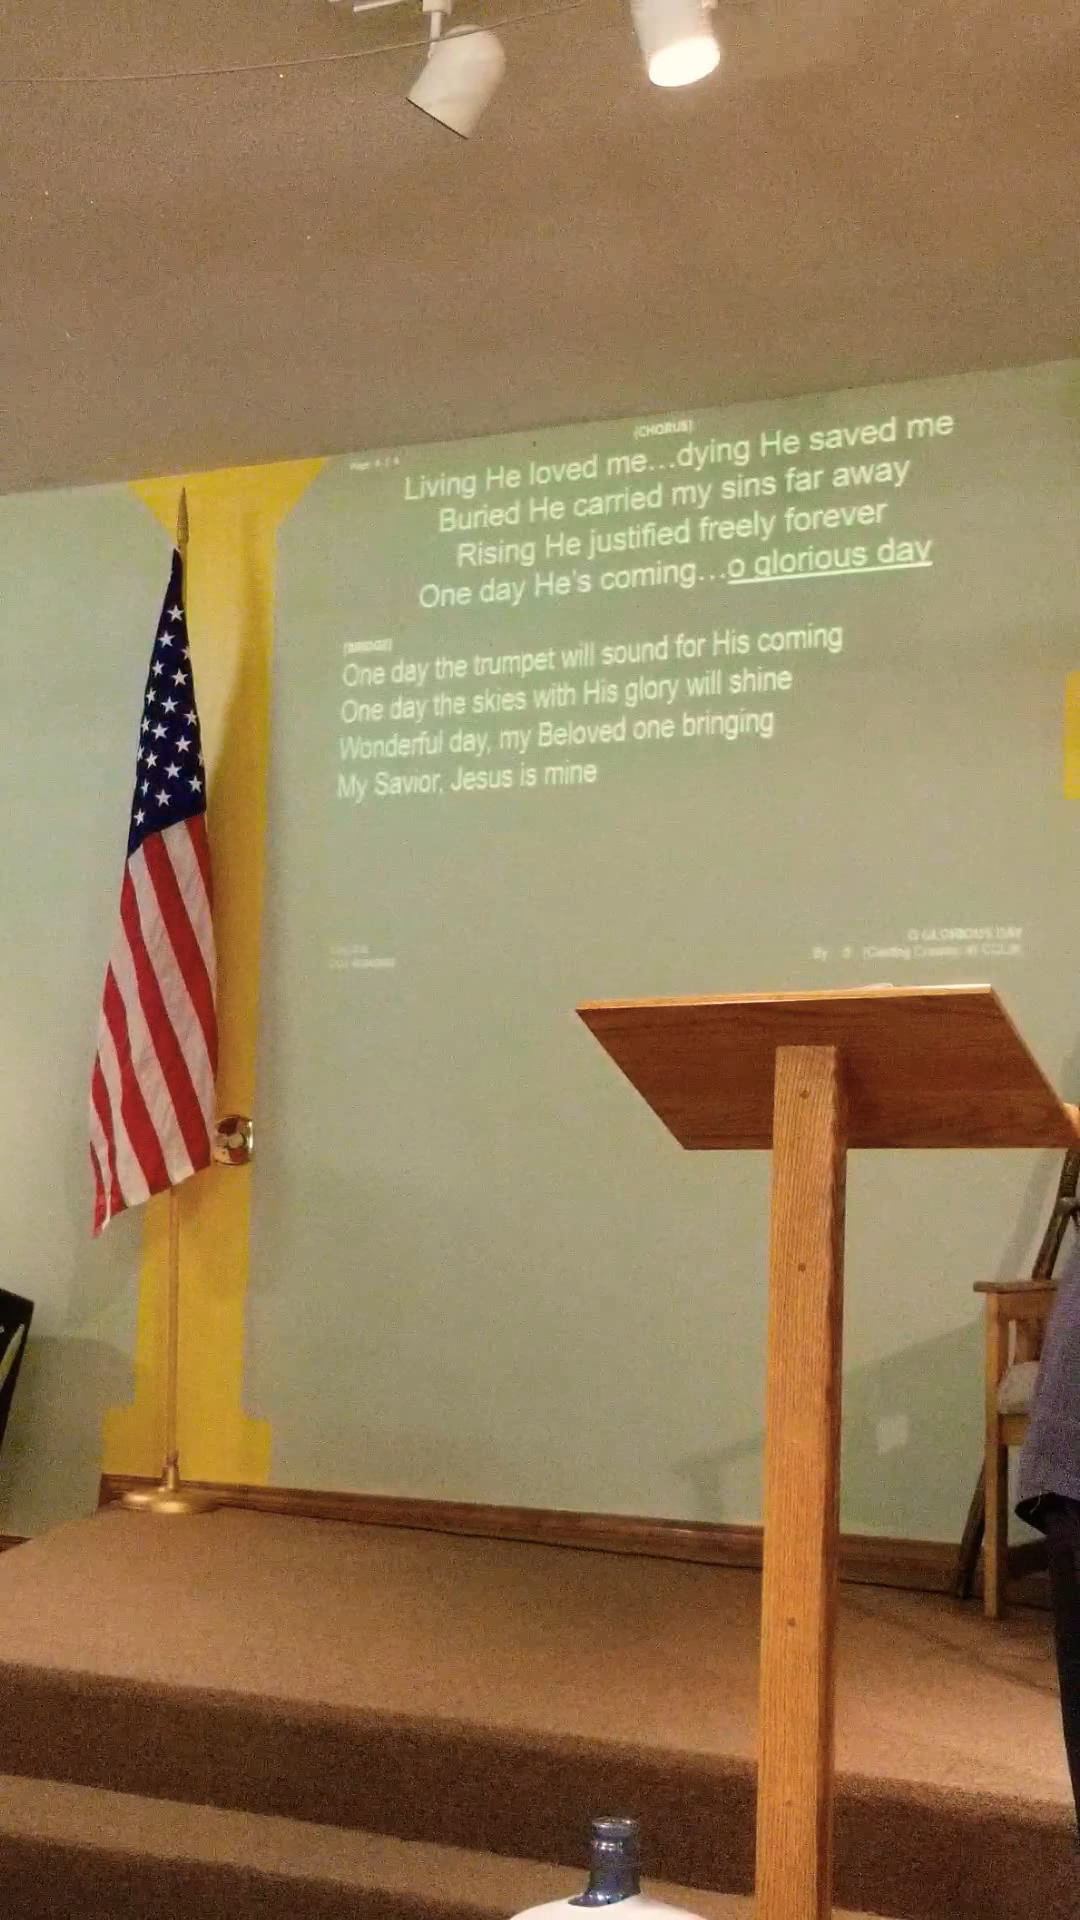 (CHORUS)
Living He loved me...dying He saved me
Buried He carried my sins far away
Rising He justified freely forever
One day He's coming...o glorious day
(BRIDGE)
One day the trumpet will sound for His coming
One day the skies with His glory will shine
Wonderful day, my Beloved one bringing
My Savior, Jesus is mine
O GLORIOUS DAY
By